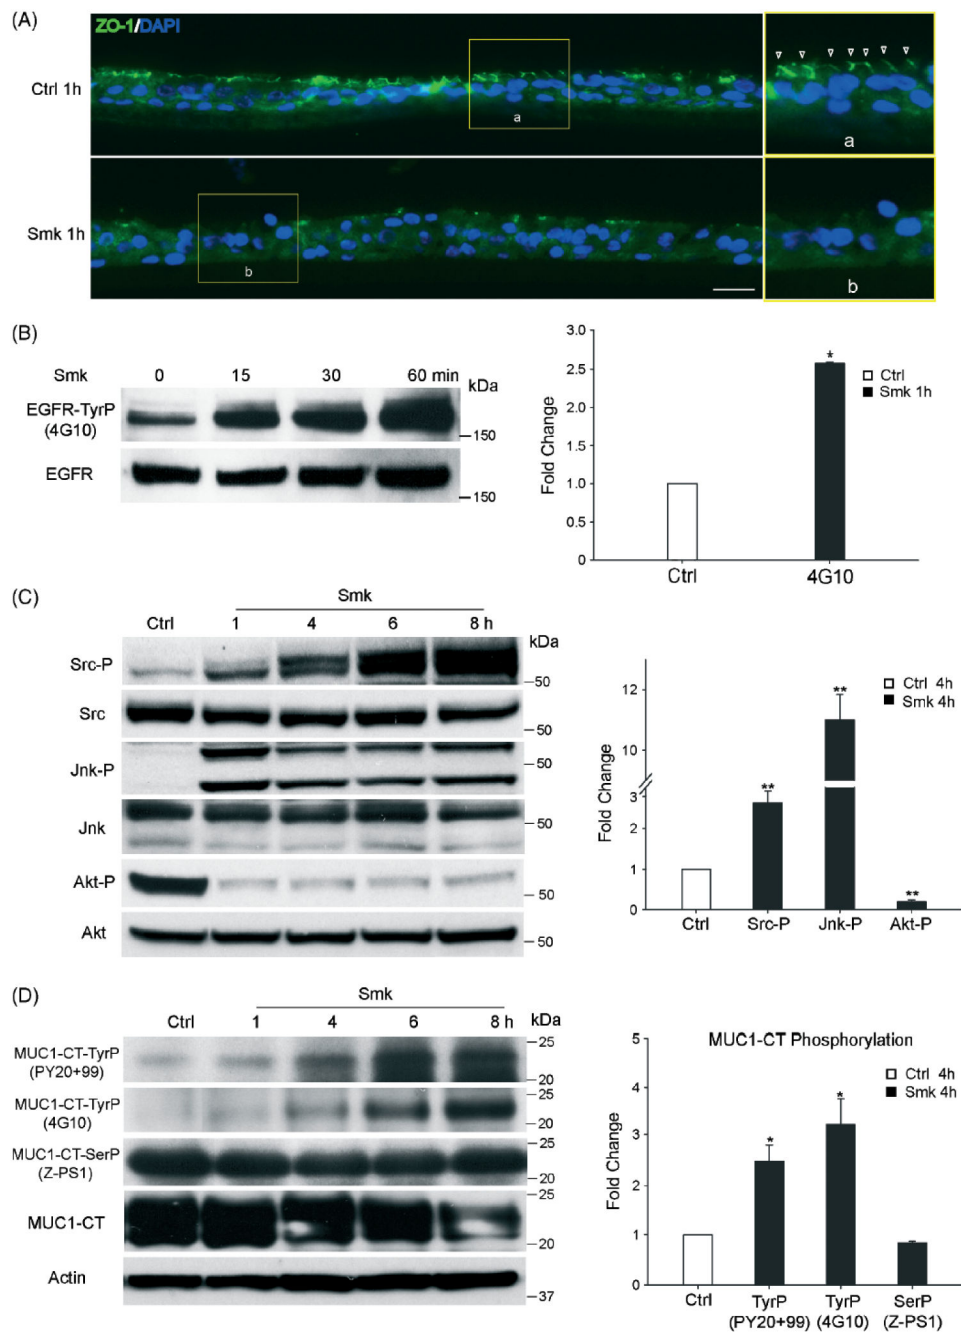 (A)
ZO-1/DAPI
Ctrl 1h
a
a
Smk 1h
b
b
(B)
Smk 0 15 30 60 min
kDa
EGFR-TyrP
(4G10)
150
EGFR
150
3.0
2.5
2.0
1.5
1.0
0.5
0
Fold Change
*
Ctrl
Smk 1h
Ctrl 4G10
(C)
Smk
Ctrl 1 4 6 8 h
kDa
Src-P
50
Src
50
Jnk-P
50
Jnk
50
Akt-P
50
Akt
50
12
10
3
2
1
0
Fold Change
**
**
**
Ctrl 4h
Smk 4h
Ctrl Src-P Jnk-P Akt-P
(D)
Smk
Ctrl 1 4 6 8 h
kDa
MUC1-CT-TyrP
(PY20+99)
25
20
MUC1-CT-TyrP
(4G10)
25
20
MUC1-CT-SerP
(Z-PS1)
25
20
MUC1-CT
25
20
Actin
37
MUC1-CT Phosphorylation
5
4
3
2
1
0
Fold Change
*
*
Ctrl 4h
Smk 4h
Ctrl TyrP TyrP SerP
(PY20+99) (4G10) (Z-PS1)